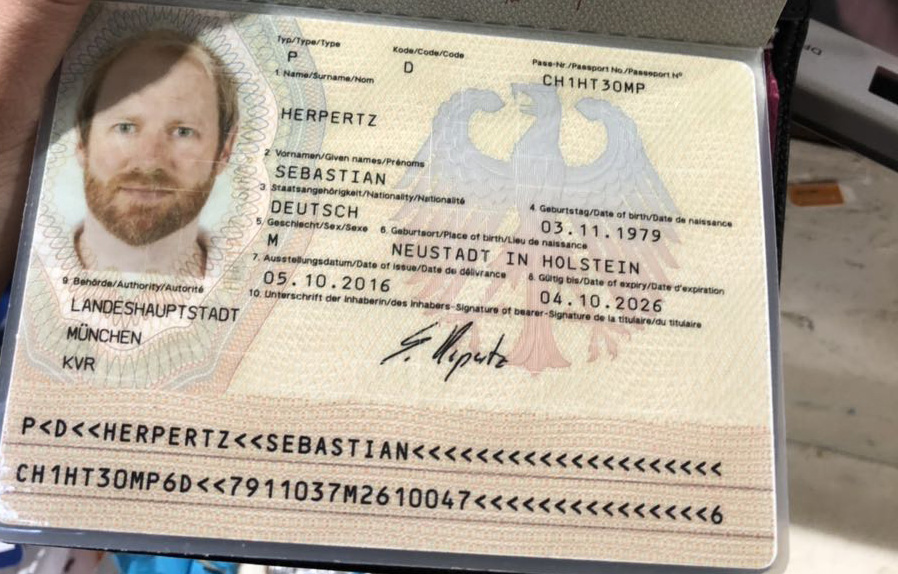 Typ/Type/Type
P
Kode/Code/Code
D
Pass-Nr./Passport No./Passeport Nº
CH1HT30MP
1. Name/Surname/Nom
HERPERTZ
2. Vornamen/Given names/Prénoms
SEBASTIAN
3. Staatsangehörigkeit/Nationality/Nationalité
DEUTSCH
4. Geburtstag/Date of birth/Date de naissance
03.11.1979
5. Geschlecht/Sex/Sexe
M
6. Geburtsort/Place of birth/Lieu de naissance
NEUSTADT IN HOLSTEIN
7. Ausstellungsdatum/Date of issue/Date de délivrance
05.10.2016
8. Gültig bis/Date of expiry/Date d'expiration
04.10.2026
9. Behörde/Authority/Autorité
LANDESHAUPTSTADT
MÜNCHEN
KVR
10. Unterschrift der Inhaberin/des Inhabers-Signature of bearer-Signature de la titulaire/du titulaire
P<D<<HERPERTZ<<SEBASTIAN<<<<<<<<<<<<<<<<<<<<
CH1HT30MP6D<<7911037M2610047<<<<<<<<<<<<<<<6